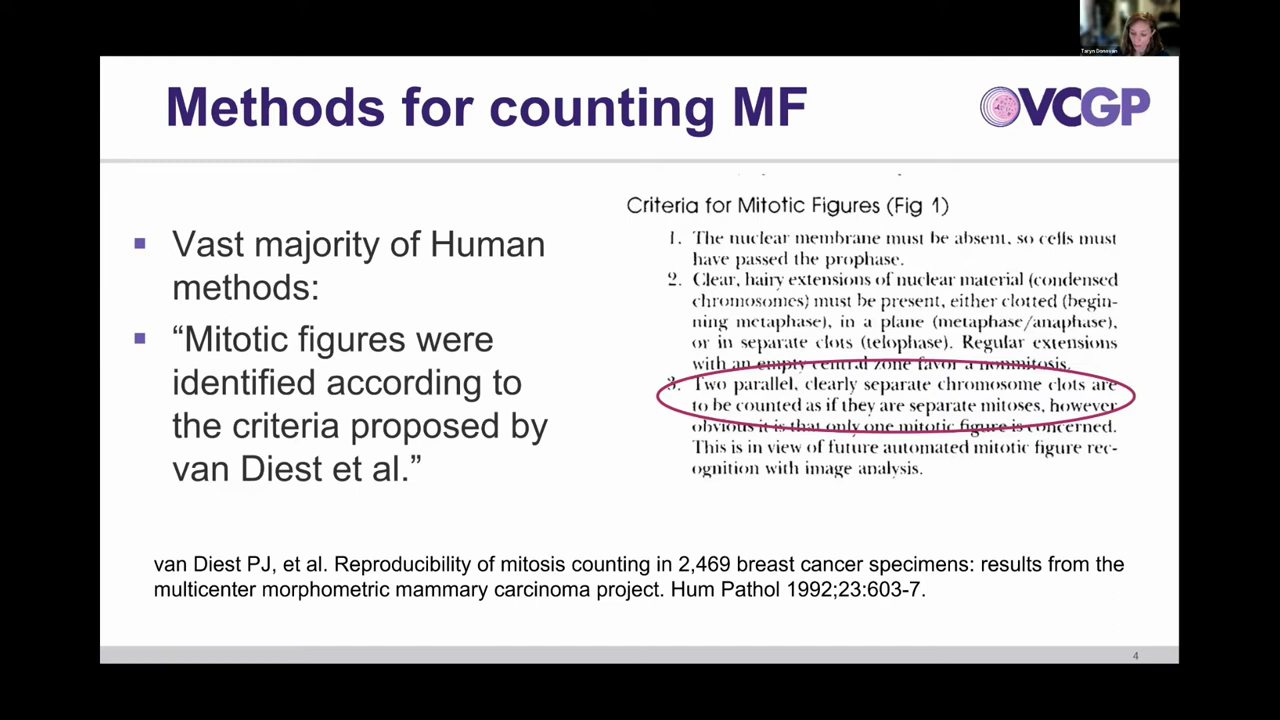 Taryn Donovan
Methods for counting MF
VCGP
▪ Vast majority of Human
methods:
▪ “Mitotic figures were
identified according to
the criteria proposed by
van Diest et al.”
Criteria for Mitotic Figures (Fig 1)
1. The nuclear membrane must be absent, so cells must
have passed the prophase.
2. Clear, hairy extensions of nuclear material (condensed
chromosomes) must be present, either clotted (begin-
ning metaphase), in a plane (metaphase/anaphase),
or in separate clots (telophase). Regular extensions
with an empty central zone favor a nonmitosis.
3. Two parallel, clearly separate chromosome clots are
to be counted as if they are separate mitoses, however
obvious it is that only one mitotic figure is concerned.
This is in view of future automated mitotic figure rec-
ognition with image analysis.
van Diest PJ, et al. Reproducibility of mitosis counting in 2,469 breast cancer specimens: results from the
multicenter morphometric mammary carcinoma project. Hum Pathol 1992;23:603-7.
4